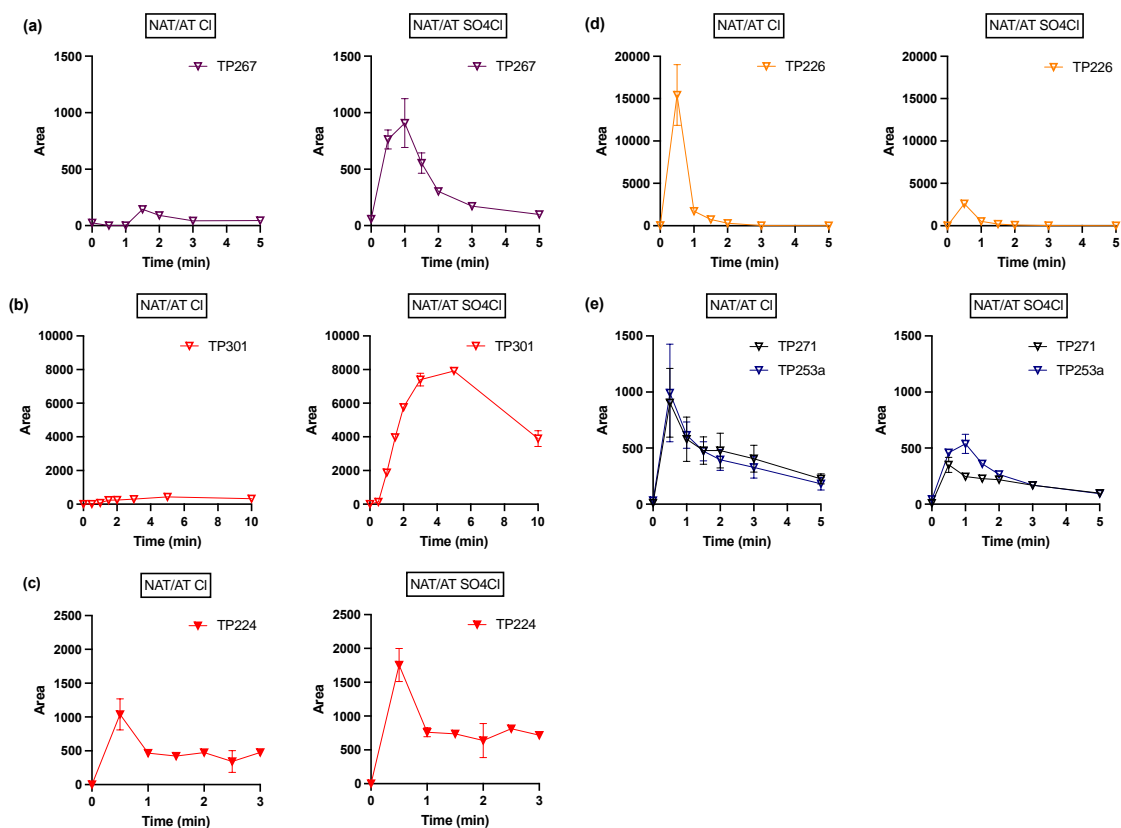 (a)
NAT/AT Cl
1500
1000
500
0
Area
0 1 2 3 4 5
Time (min)
TP267
NAT/AT SO4Cl
1500
1000
500
0
Area
0 1 2 3 4 5
Time (min)
TP267
(d)
NAT/AT Cl
20000
15000
10000
5000
0
Area
0 1 2 3 4 5
Time (min)
TP226
NAT/AT SO4Cl
20000
15000
10000
5000
0
Area
0 1 2 3 4 5
Time (min)
TP226
(b)
NAT/AT Cl
10000
8000
6000
4000
2000
0
Area
0 2 4 6 8 10
Time (min)
TP301
NAT/AT SO4Cl
10000
8000
6000
4000
2000
0
Area
0 2 4 6 8 10
Time (min)
TP301
(e)
NAT/AT Cl
1500
1000
500
0
Area
0 1 2 3 4 5
Time (min)
TP271
TP253a
NAT/AT SO4Cl
1500
1000
500
0
Area
0 1 2 3 4 5
Time (min)
TP271
TP253a
(c)
NAT/AT Cl
2500
2000
1500
1000
500
0
Area
0 1 2 3
Time (min)
TP224
NAT/AT SO4Cl
2500
2000
1500
1000
500
0
Area
0 1 2 3
Time (min)
TP224